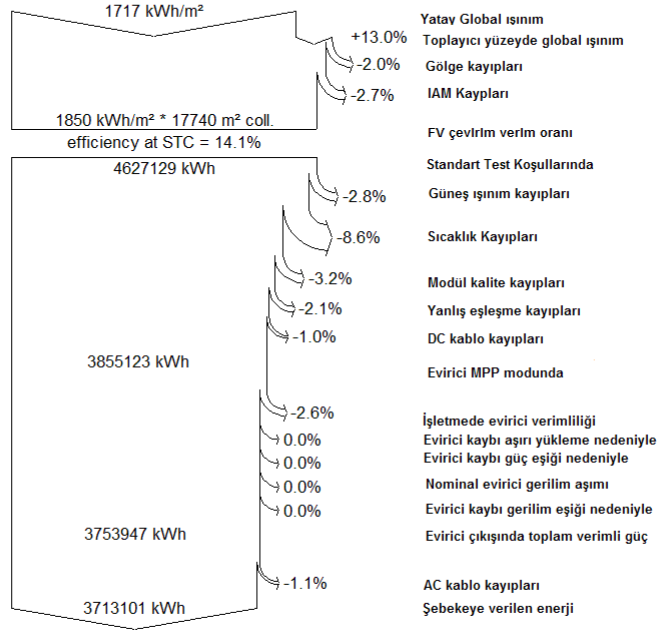 1717 kWh/m² Yatay Global ışınım
+13.0% Toplayıcı yüzeyde global ışınım
-2.0% Gölge kayıpları
-2.7% IAM Kaypları
1850 kWh/m² * 17740 m² coll.
FV çevİrİm verİm oranı
efficiency at STC = 14.1%
4627129 kWh Standart Test Koşullarında
-2.8% Güneş ışınım kayıpları
-8.6% Sıcaklık Kayıpları
-3.2% Modül kalite kayıpları
-2.1% Yanlış eşleşme kayıpları
-1.0% DC kablo kayıpları
3855123 kWh Evirici MPP modunda
-2.6% İşletmede evirici verimliliği
0.0% Evirici kaybı aşırı yükleme nedeniyle
0.0% Evirici kaybı güç eşiği nedeniyle
0.0% Nominal evirici gerilim aşımı
0.0% Evirici kaybı gerilim eşiği nedeniyle
3753947 kWh Evirici çıkışında toplam verimli güç
-1.1% AC kablo kayıpları
3713101 kWh Şebekeye verilen enerji